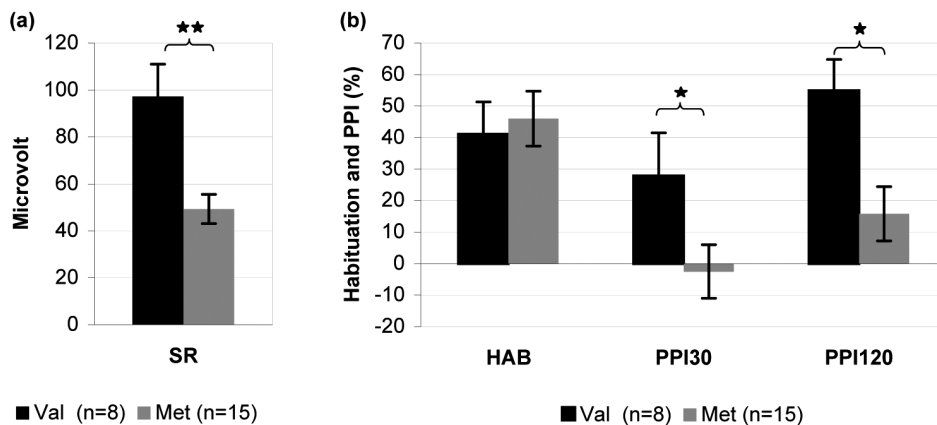 (a)
★★
120
100
80
60
40
20
0
Microvolt
SR
■ Val (n=8) ■ Met (n=15)
(b)
★
★
70
60
50
40
30
20
10
0
-10
-20
Habituation and PPI (%)
HAB PPI30 PPI120
■ Val (n=8) ■ Met (n=15)